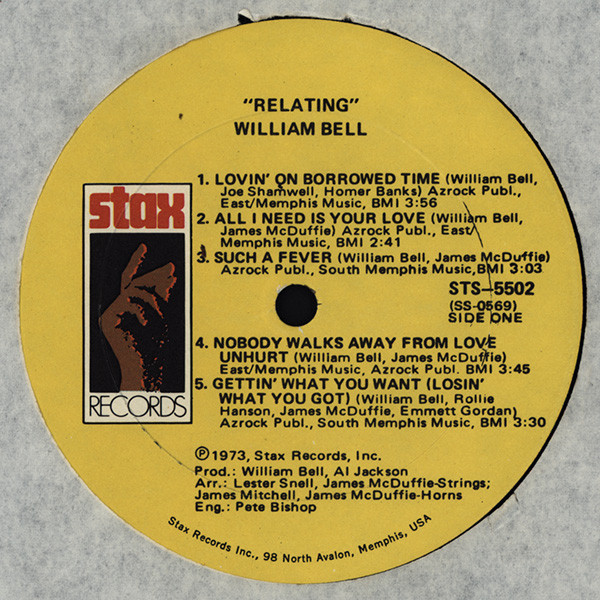 "RELATING"
WILLIAM BELL
stax
RECORDS
1. LOVIN' ON BORROWED TIME (William Bell,
Joe Shamwell, Homer Banks) Azrock Publ.,
East/Memphis Music, BMI 3:56
2. ALL I NEED IS YOUR LOVE (William Bell,
James McDuffie) Azrock Publ., East/
Memphis Music, BMI 2:41
3. SUCH A FEVER (William Bell, James McDuffie)
Azrock Publ., South Memphis Music, BMI 3:03
STS-5502
(SS-0569)
SIDE ONE
4. NOBODY WALKS AWAY FROM LOVE
UNHURT (William Bell, James McDuffie)
East/Memphis Music, Azrock Publ. BMI 3:45
5. GETTIN' WHAT YOU WANT (LOSIN'
WHAT YOU GOT) (William Bell, Rollie
Hanson, James McDuffie, Emmett Gordan)
Azrock Publ., South Memphis Music, BMI 3:30
℗1973, Stax Records, Inc.
Prod.: William Bell, Al Jackson
Arr.: Lester Snell, James McDuffie-Strings;
James Mitchell, James McDuffie-Horns
Eng.: Pete Bishop
Stax Records Inc., 98 North Avalon, Memphis, USA